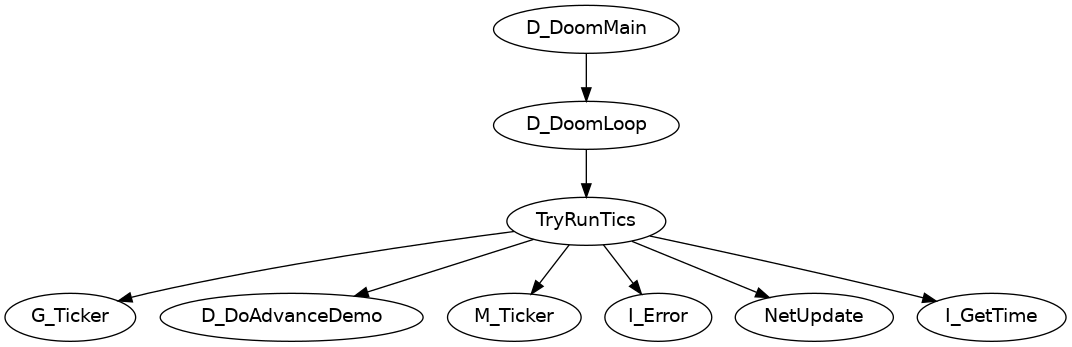 D_DoomMain
D_DoomLoop
TryRunTics
G_Ticker
D_DoAdvanceDemo
M_Ticker
I_Error
NetUpdate
I_GetTime